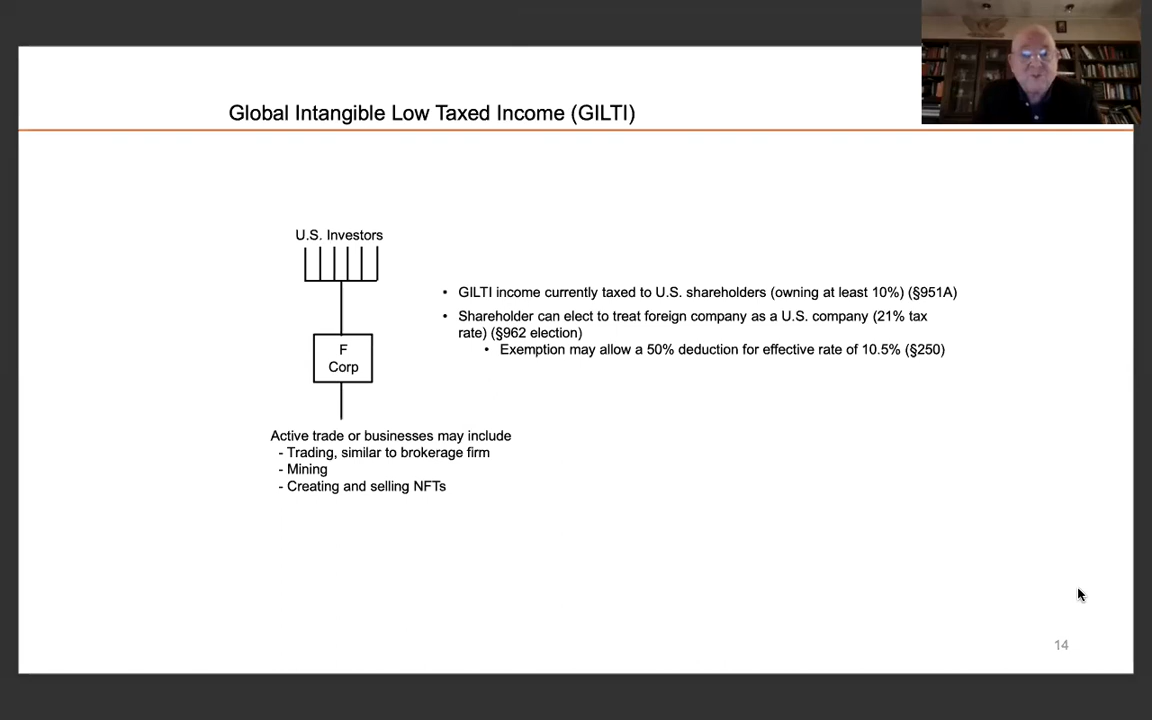 Global Intangible Low Taxed Income (GILTI)
U.S. Investors
F
Corp
Active trade or businesses may include
- Trading, similar to brokerage firm
- Mining
- Creating and selling NFTs
• GILTI income currently taxed to U.S. shareholders (owning at least 10%) (§951A)
• Shareholder can elect to treat foreign company as a U.S. company (21% tax
rate) (§962 election)
• Exemption may allow a 50% deduction for effective rate of 10.5% (§250)
14